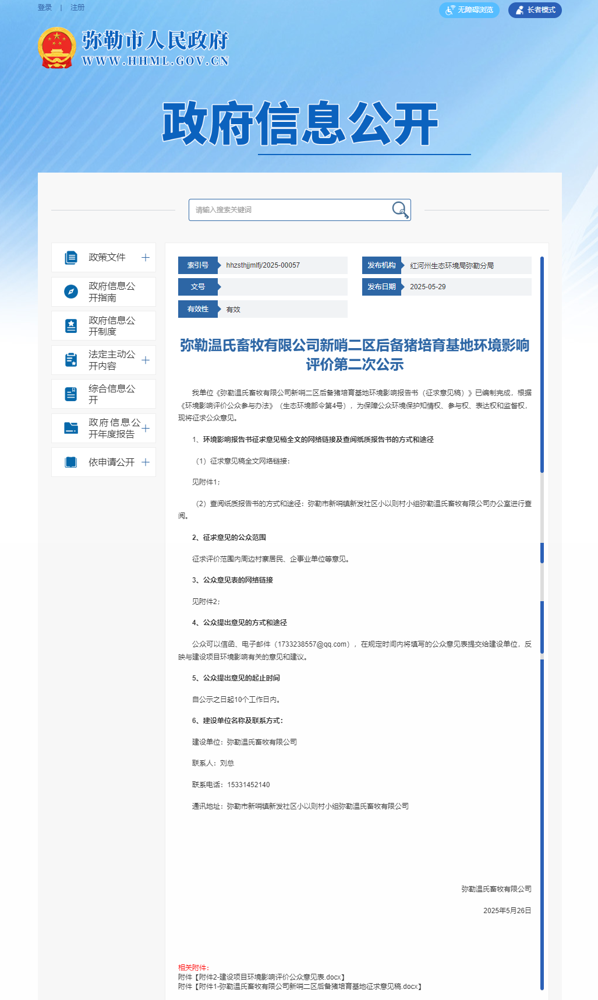 登录 | 注册
无障碍浏览
长者模式
弥勒市人民政府
WWW.HHML.GOV.CN
政府信息公开
请输入搜索关键词
政策文件
政府信息公
开指南
政府信息公
开制度
法定主动公
开内容
综合信息公
开
政府信息公
开年度报告
依申请公开
索引号 hhzsthjjmlfj/2025-00057
发布机构 红河州生态环境局弥勒分局
文号
发布日期 2025-05-29
有效性 有效
弥勒温氏畜牧有限公司新哨二区后备猪培育基地环境影响
评价第二次公示
我单位《弥勒温氏畜牧有限公司新哨二区后备猪培育基地环境影响报告书（征求意见稿）》已编制完成，根据
《环境影响评价公众参与办法》（生态环境部令第4号），为保障公众环境保护知情权、参与权、表达权和监督权，
现将征求公众意见。
1、环境影响报告书征求意见稿全文的网络链接及查阅纸质报告书的方式和途径
（1）征求意见稿全文网络链接：
见附件1；
（2）查阅纸质报告书的方式和途径：弥勒市新哨镇新发社区小以则村小组弥勒温氏畜牧有限公司办公室进行查
阅。
2、征求意见的公众范围
征求评价范围内周边村寨居民、企事业单位等意见。
3、公众意见表的网络链接
见附件2；
4、公众提出意见的方式和途径
公众可以信函、电子邮件（1733238557@qq.com），在规定时间内将填写的公众意见表提交给建设单位，反
映与建设项目环境影响有关的意见和建议。
5、公众提出意见的起止时间
自公示之日起10个工作日内。
6、建设单位名称及联系方式：
建设单位：弥勒温氏畜牧有限公司
联系人：刘总
联系电话：15331452140
通讯地址：弥勒市新哨镇新发社区小以则村小组弥勒温氏畜牧有限公司
弥勒温氏畜牧有限公司
2025年5月26日
相关附件：
附件【附件2-建设项目环境影响评价公众意见表.docx】
附件【附件1-弥勒温氏畜牧有限公司新哨二区后备猪培育基地征求意见稿.docx】